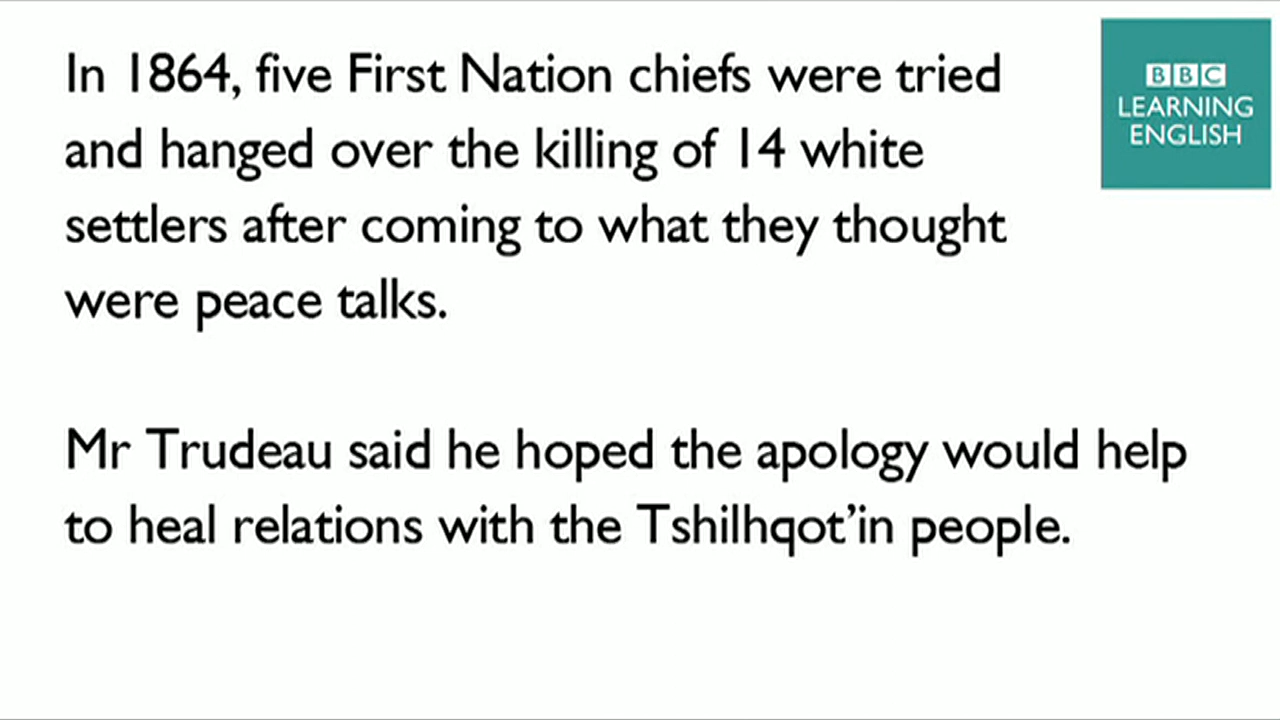 In 1864, five First Nation chiefs were tried
and hanged over the killing of 14 white
settlers after coming to what they thought
were peace talks.
Mr Trudeau said he hoped the apology would help
to heal relations with the Tshilhqot’in people.
BBC
LEARNING
ENGLISH